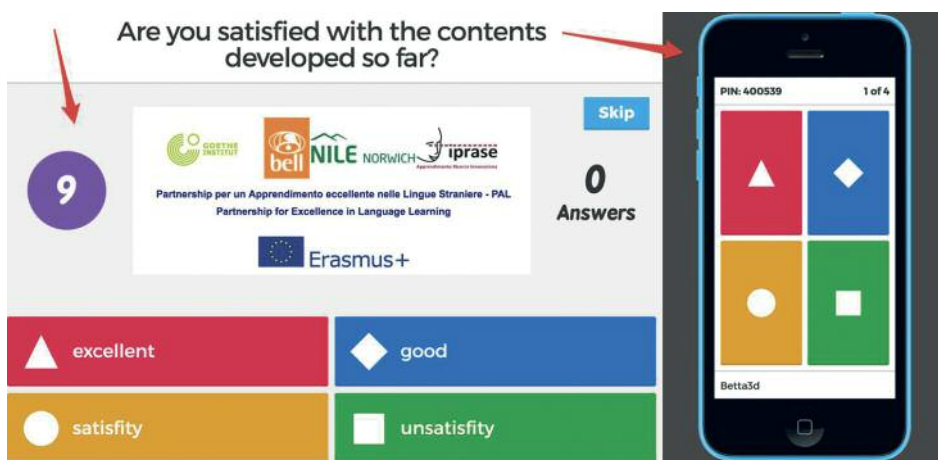 Are you satisfied with the contents
developed so far?
9
Skip
0
Answers
GOETHE
INSTITUT
bell
NILE NORWICH
iprase
Partnership per un Apprendimento eccellente nelle Lingue Straniere - PAL
Partnership for Excellence in Language Learning
Erasmus+
excellent
good
satisfity
unsatisfity
PIN: 400539
1 of 4
Betta3d